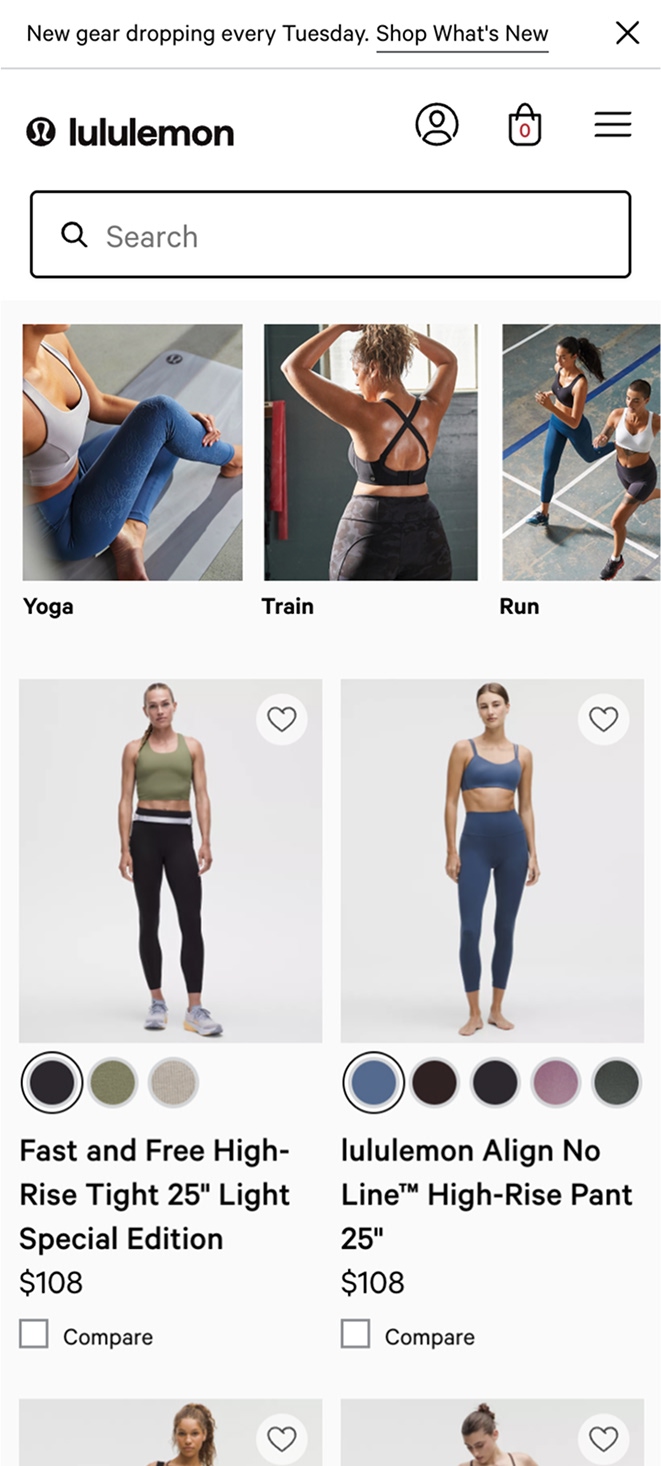 New gear dropping every Tuesday. Shop What's New
lululemon
0
Search
Yoga
Train
Run
Fast and Free High-
Rise Tight 25" Light
Special Edition
$108
Compare
lululemon Align No
Line™ High-Rise Pant
25"
$108
Compare